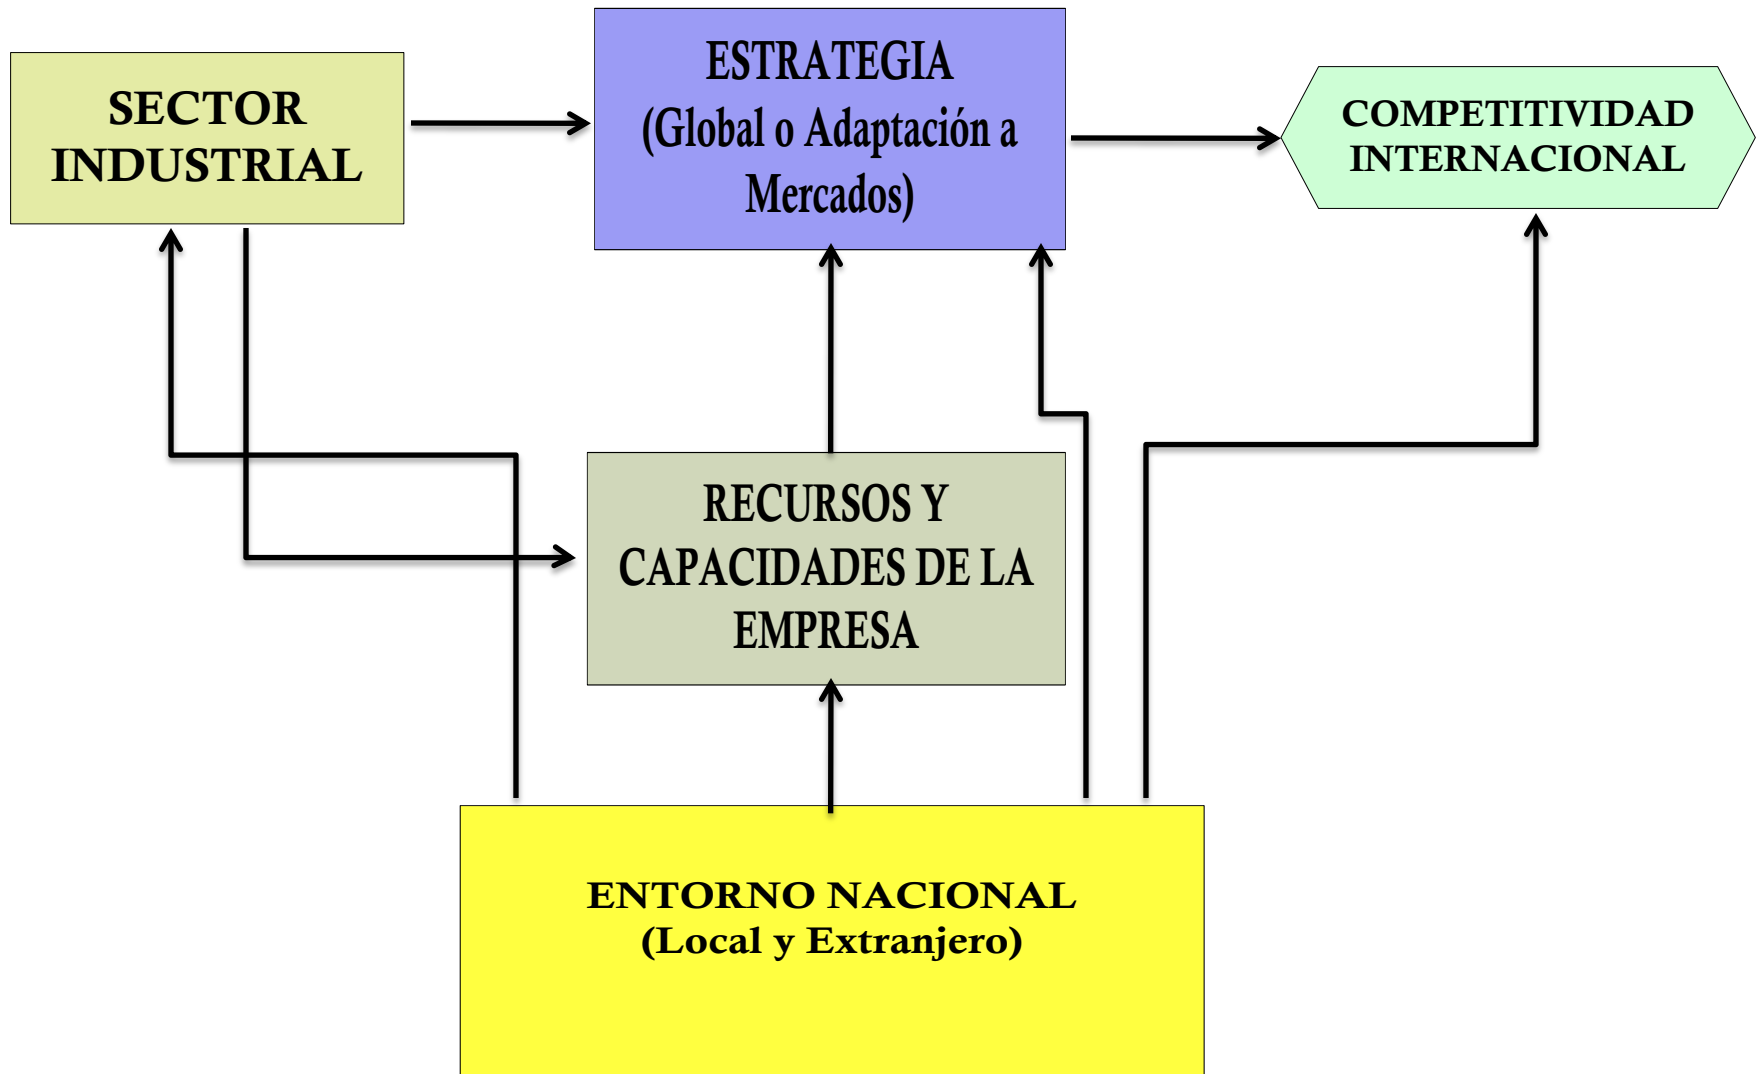 SECTOR
INDUSTRIAL
ESTRATEGIA
(Global o Adaptación a
Mercados)
COMPETITIVIDAD
INTERNACIONAL
RECURSOS Y
CAPACIDADES DE LA
EMPRESA
ENTORNO NACIONAL
(Local y Extranjero)